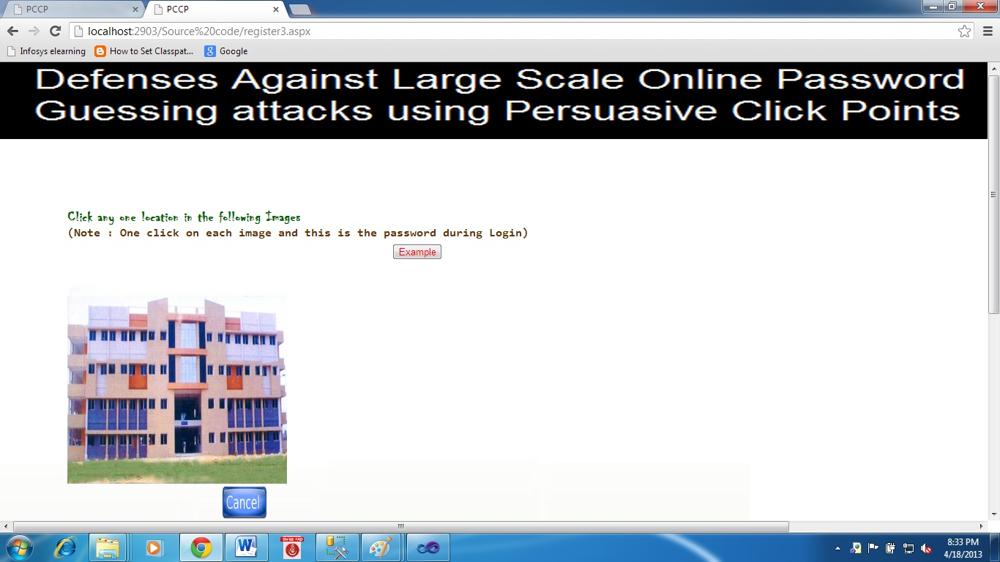 PCCP
PCCP
localhost:2903/Source%20code/register3.aspx
Infosys elearning
How to Set Classpat...
Google
Defenses Against Large Scale Online Password
Guessing attacks using Persuasive Click Points
Click any one location in the following Images
(Note : One click on each image and this is the password during Login)
Example
Cancel
8:33 PM
4/18/2013